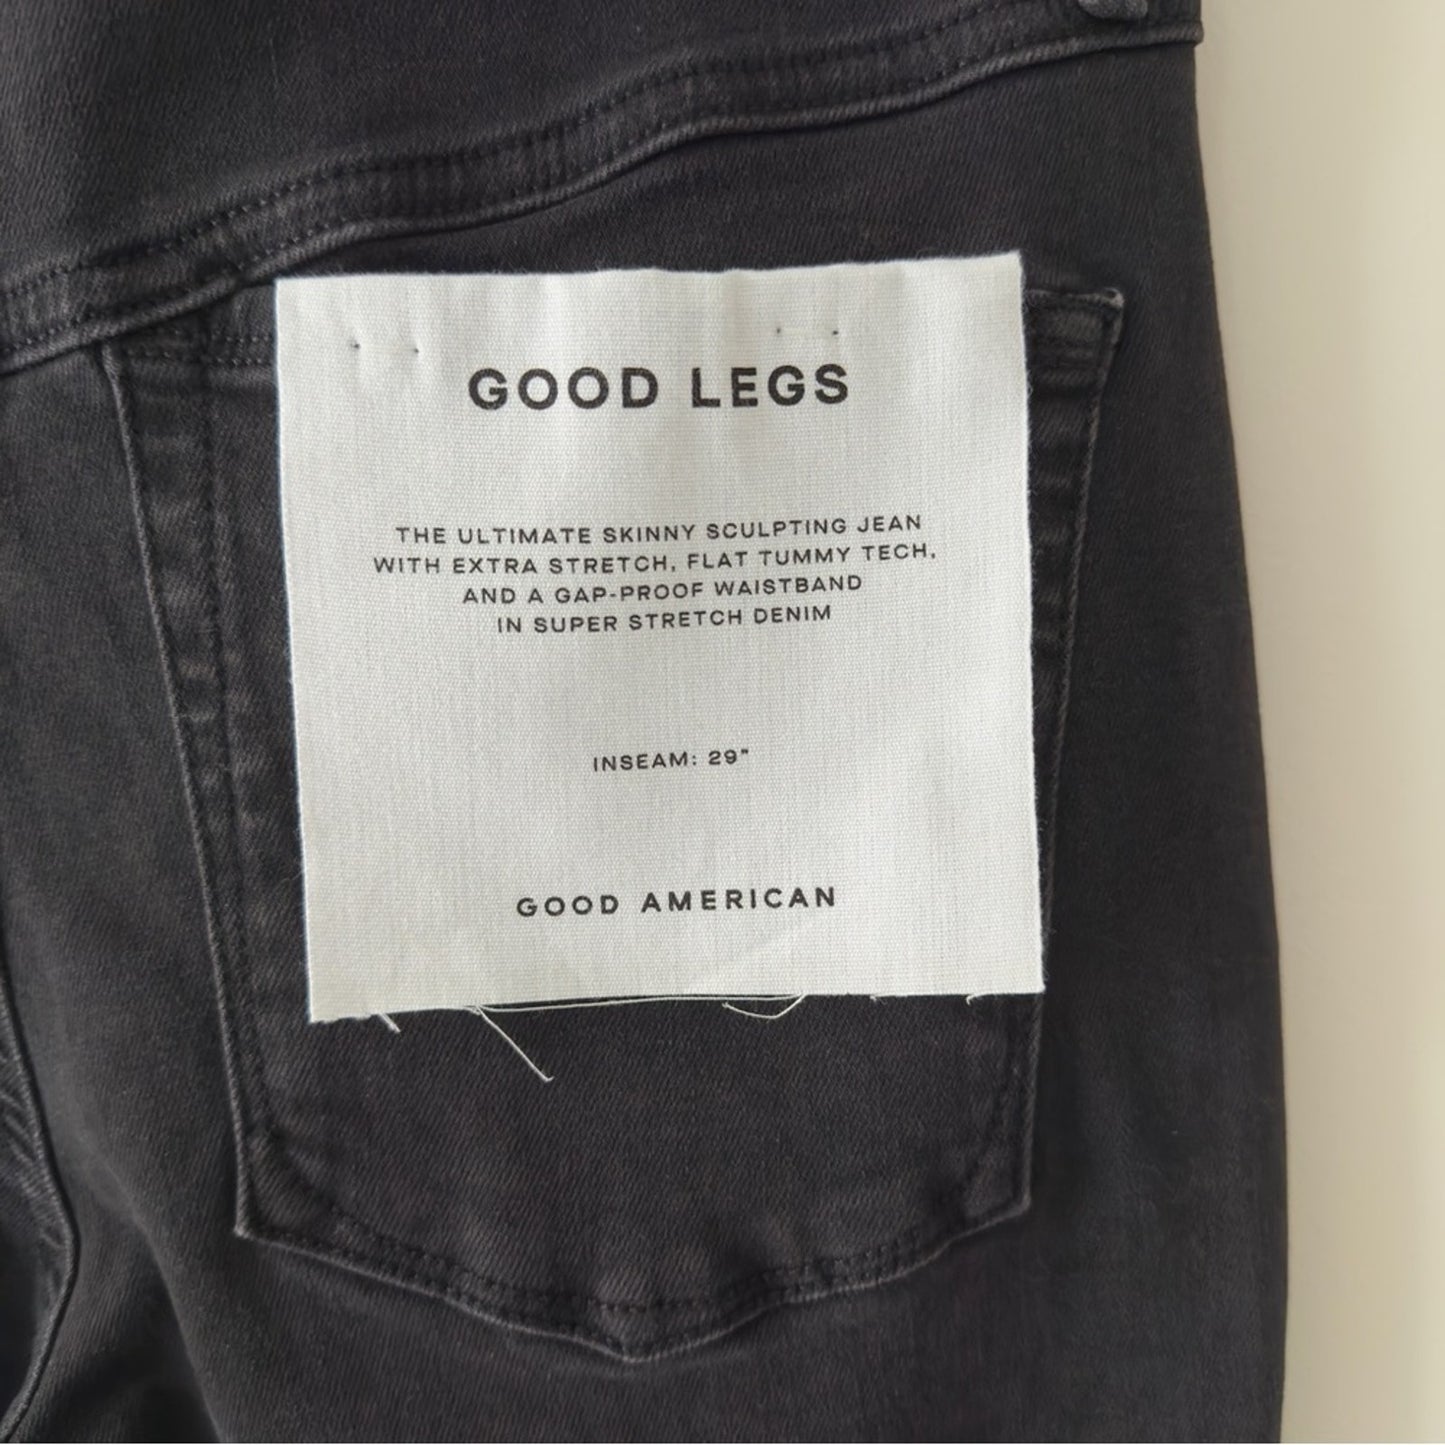 GOOD LEGS
THE ULTIMATE SKINNY SCULPTING JEAN
WITH EXTRA STRETCH, FLAT TUMMY TECH,
AND A GAP-PROOF WAISTBAND
IN SUPER STRETCH DENIM
INSEAM: 29"
GOOD AMERICAN